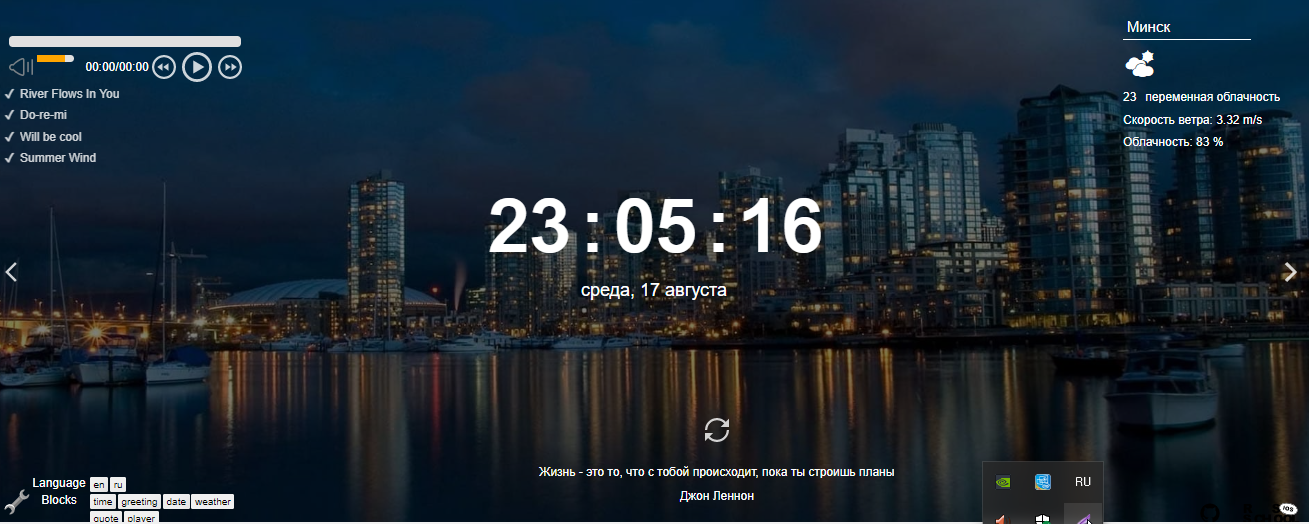 00:00/00:00
River Flows In You
Do-re-mi
Will be cool
Summer Wind
Минск
23 переменная облачность
Скорость ветра: 3.32 m/s
Облачность: 83 %
23:05:16
среда, 17 августа
Жизнь - это то, что с тобой происходит, пока ты строишь планы
Джон Леннон
Language en ru
Blocks time greeting date weather
quote player
RU